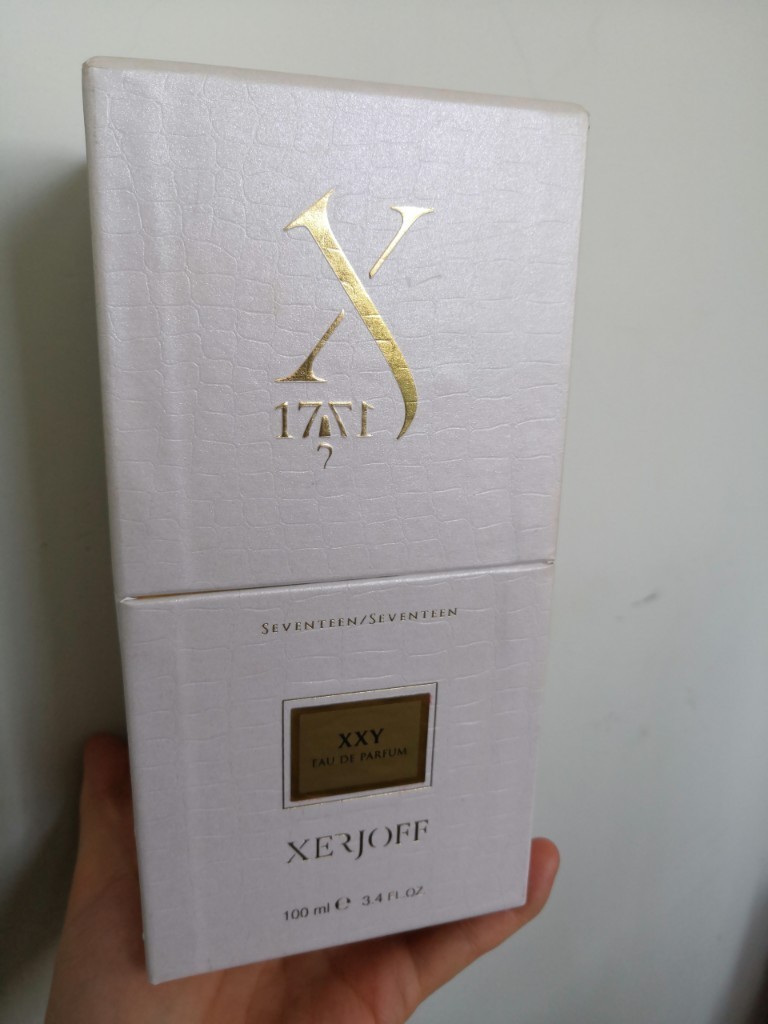 X
17/17
SEVENTEEN/SEVENTEEN
XXY
EAU DE PARFUM
XERJOFF
100 ml ℮ 3.4 FL.OZ.